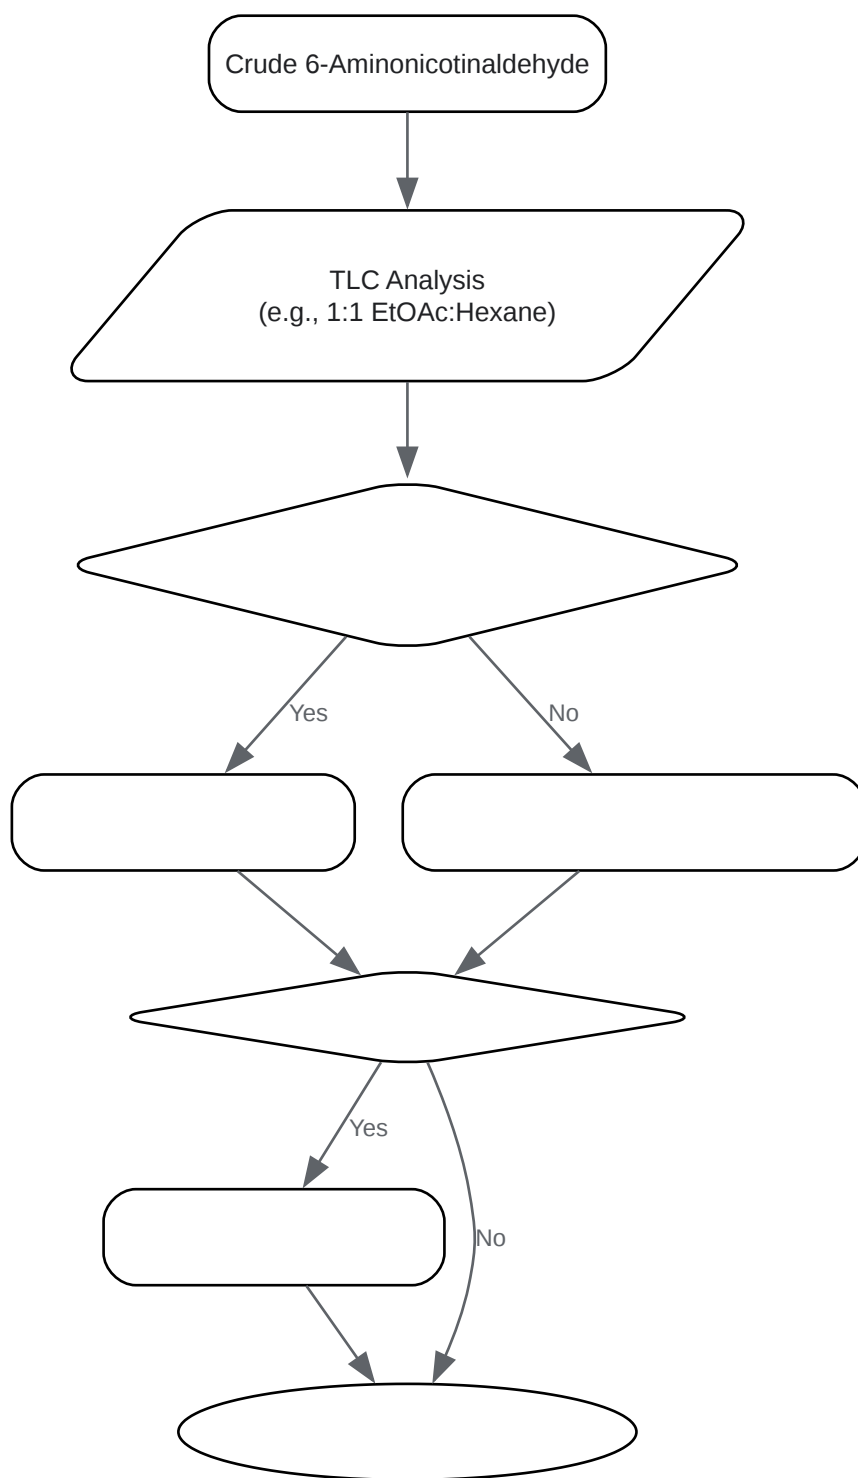 Crude 6-Aminonicotinaldehyde
TLC Analysis
(e.g., 1:1 EtOAc:Hexane)
Yes
No
Yes
No